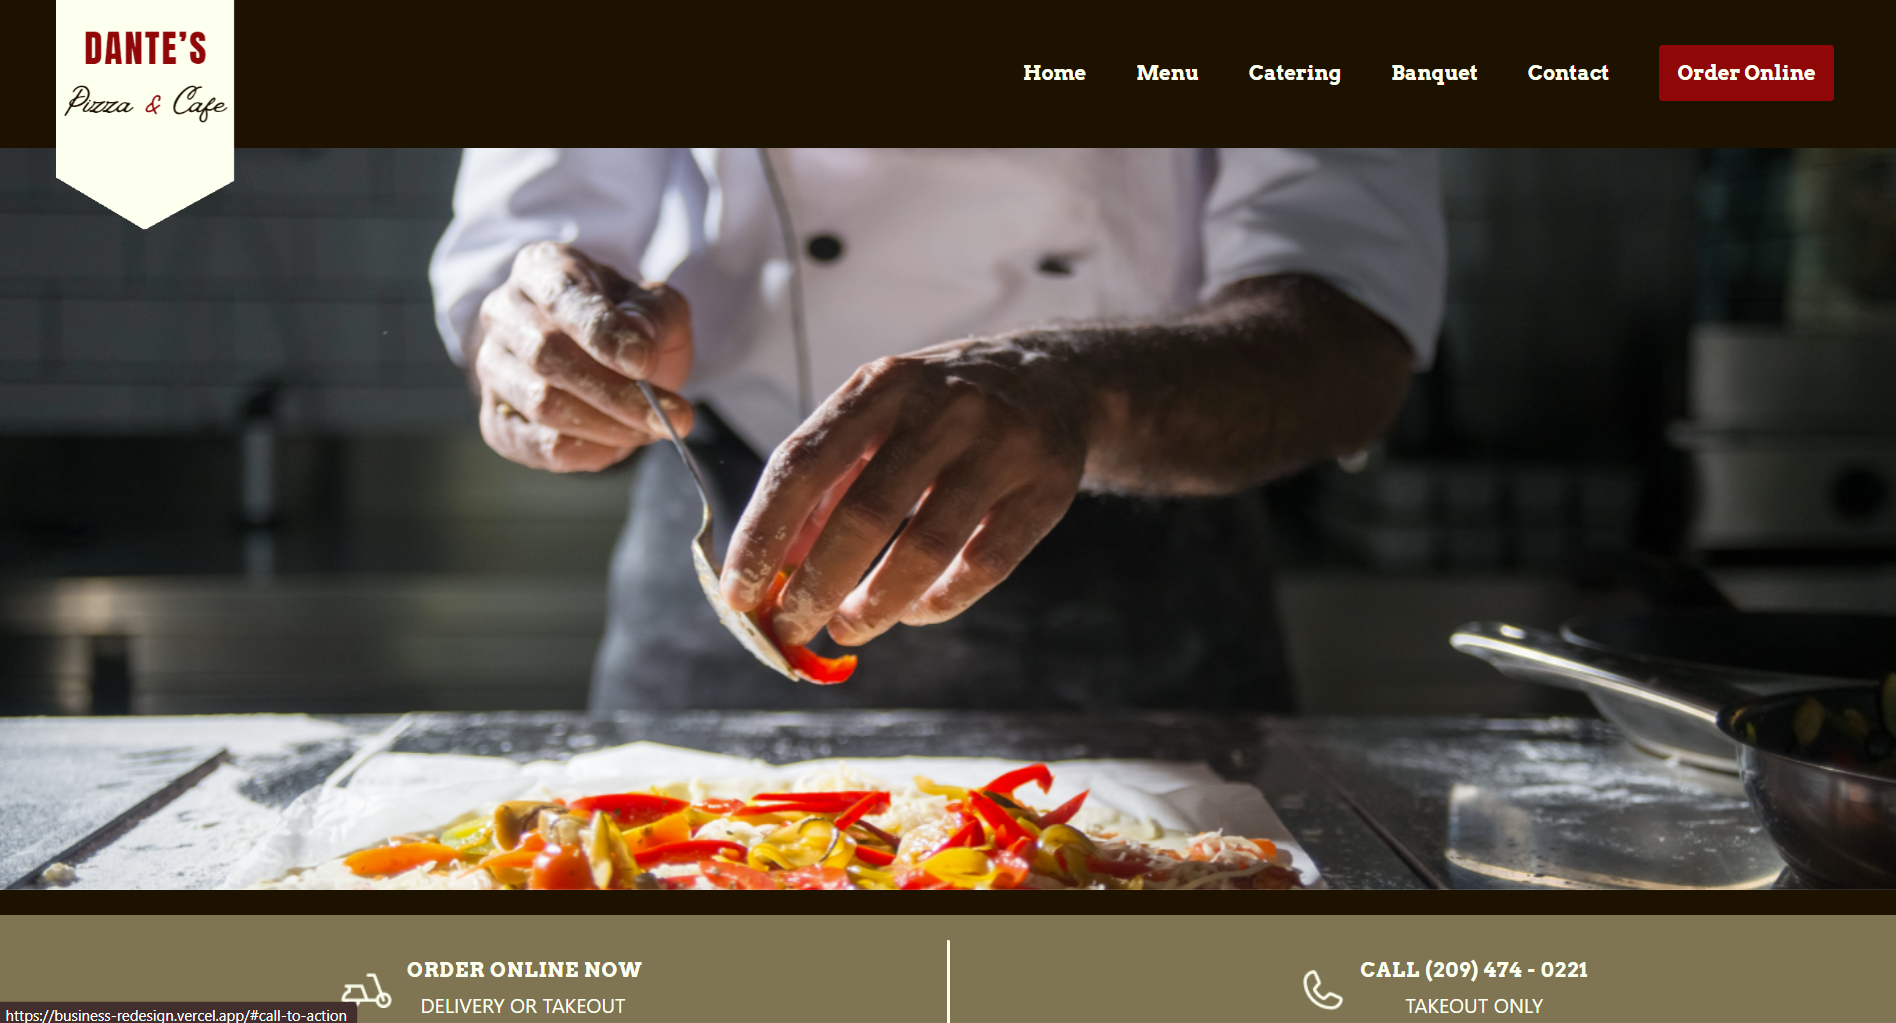 DANTE'S
Pizza & Cafe
Home Menu Catering Banquet Contact Order Online
ORDER ONLINE NOW
DELIVERY OR TAKEOUT
CALL (209) 474 - 0221
TAKEOUT ONLY
https://business-redesign.vercel.app/#call-to-action